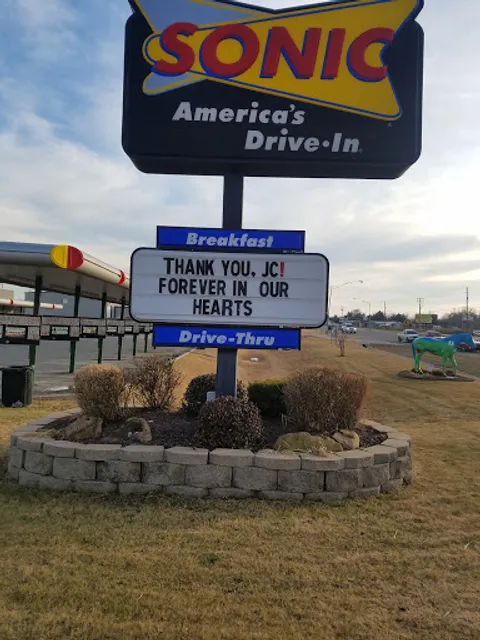 SONIC
America's
Drive-In
Breakfast
THANK YOU, JC!
FOREVER IN OUR
HEARTS
Drive-Thru